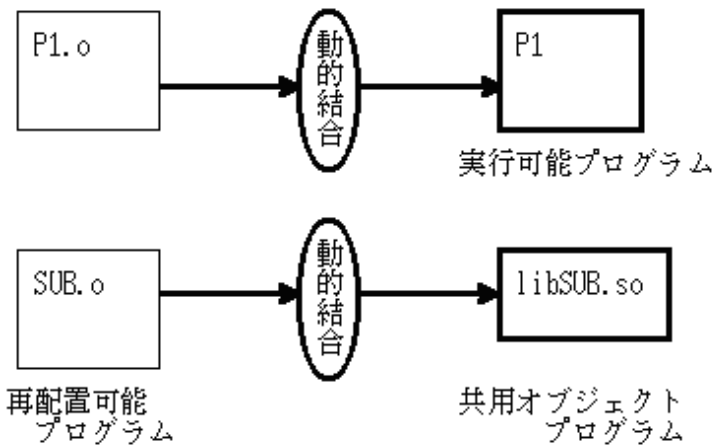 P1.o
動的結合
P1
実行可能プログラム
SUB.o
動的結合
libSUB.so
再配置可能
プログラム
共用オブジェクト
プログラム